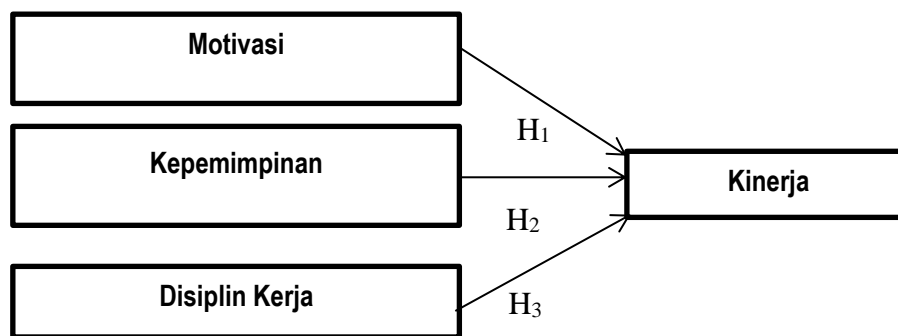 Motivasi
H₁
Kepemimpinan
Kinerja
H₂
Disiplin Kerja
H₃